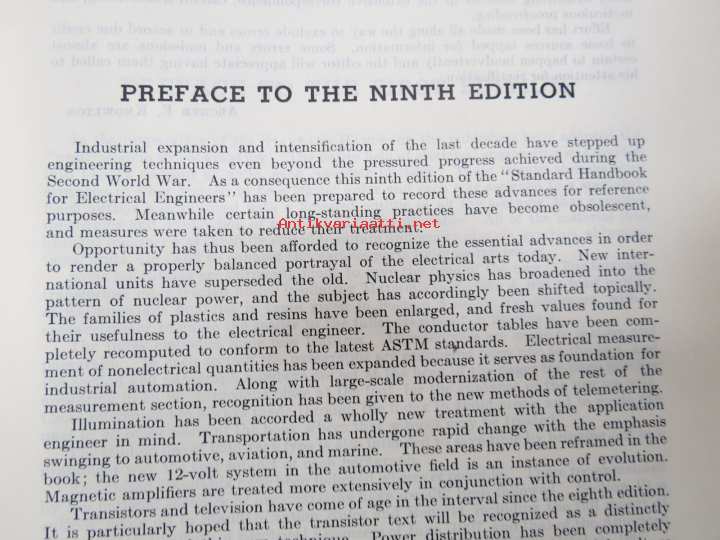 PREFACE TO THE NINTH EDITION
Industrial expansion and intensification of the last decade have stepped up
engineering techniques even beyond the pressured progress achieved during the
Second World War. As a consequence this ninth edition of the "Standard Handbook
for Electrical Engineers" has been prepared to record these advances for reference
purposes. Meanwhile certain long-standing practices have become obsolescent,
Antikvariaatti.net
and measures were taken to reduce their treatment.
Opportunity has thus been afforded to recognize the essential advances in order
to render a properly balanced portrayal of the electrical arts today. New inter-
national units have superseded the old. Nuclear physics has broadened into the
pattern of nuclear power, and the subject has accordingly been shifted topically.
The families of plastics and resins have been enlarged, and fresh values found for
their usefulness to the electrical engineer. The conductor tables have been com-
pletely recomputed to conform to the latest ASTM standards. Electrical measure-
ment of nonelectrical quantities has been expanded because it serves as foundation for
industrial automation. Along with large-scale modernization of the rest of the
measurement section, recognition has been given to the new methods of telemetering.
Illumination has been accorded a wholly new treatment with the application
engineer in mind. Transportation has undergone rapid change with the emphasis
swinging to automotive, aviation, and marine. These areas have been reframed in the
book; the new 12-volt system in the automotive field is an instance of evolution.
Magnetic amplifiers are treated more extensively in conjunction with control.
Transistors and television have come of age in the interval since the eighth edition.
It is particularly hoped that the transistor text will be recognized as a distinctly
technique. Power distribution has been completely